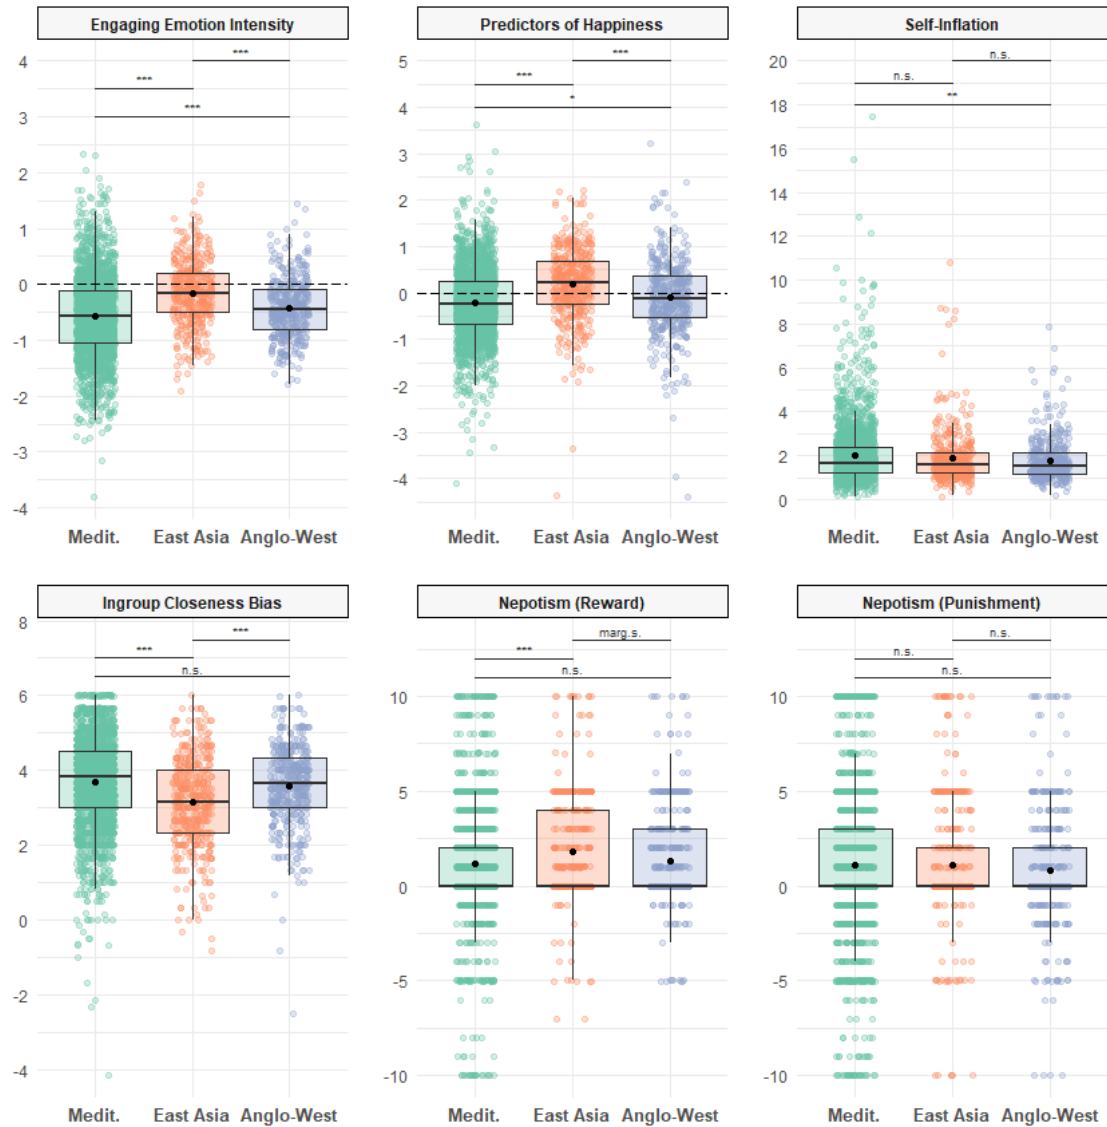 Engaging Emotion Intensity
4
3
2
1
0
-1
-2
-3
-4
***
***
***
Medit. East Asia Anglo-West
Predictors of Happiness
5
4
3
2
1
0
-1
-2
-3
-4
***
***
*
Medit. East Asia Anglo-West
Self-Inflation
20
18
16
14
12
10
8
6
4
2
0
n.s.
n.s.
**
Medit. East Asia Anglo-West
Ingroup Closeness Bias
8
6
4
2
0
-2
-4
***
***
n.s.
Medit. East Asia Anglo-West
Nepotism (Reward)
10
5
0
-5
-10
marg.s.
***
n.s.
Medit. East Asia Anglo-West
Nepotism (Punishment)
10
5
0
-5
-10
n.s.
n.s.
n.s.
Medit. East Asia Anglo-West